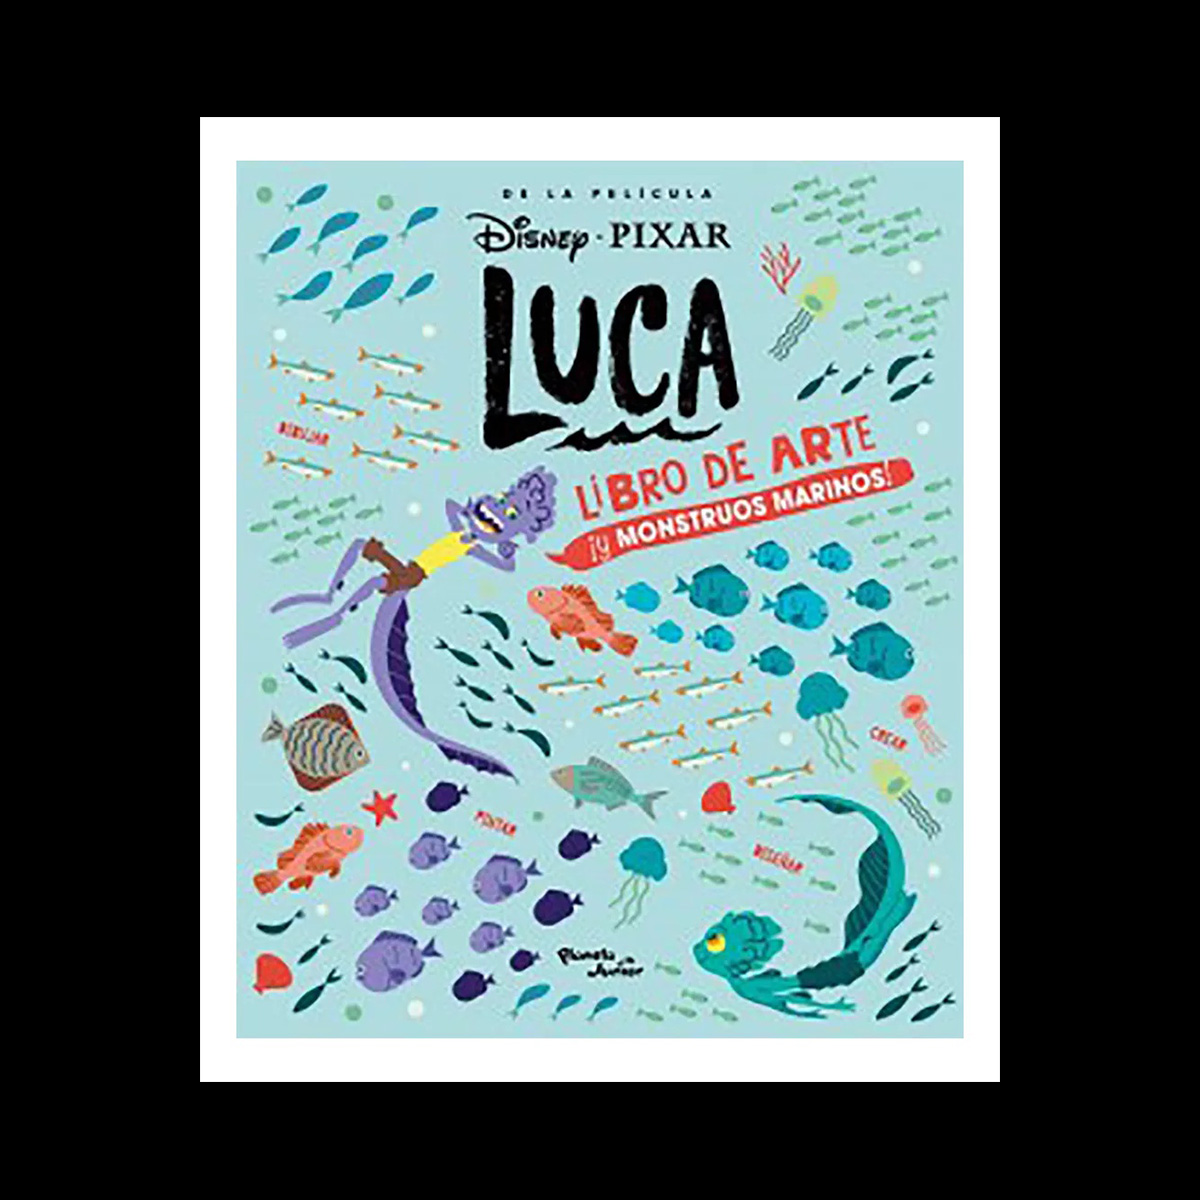 DE LA PELÍCULA
Disney · PIXAR
LUCA
LIBRO DE ARTE
¡y MONSTRUOS MARINOS!
DIBUJAR
CREAR
PINTAR
DISEÑAR
Planeta
Junior